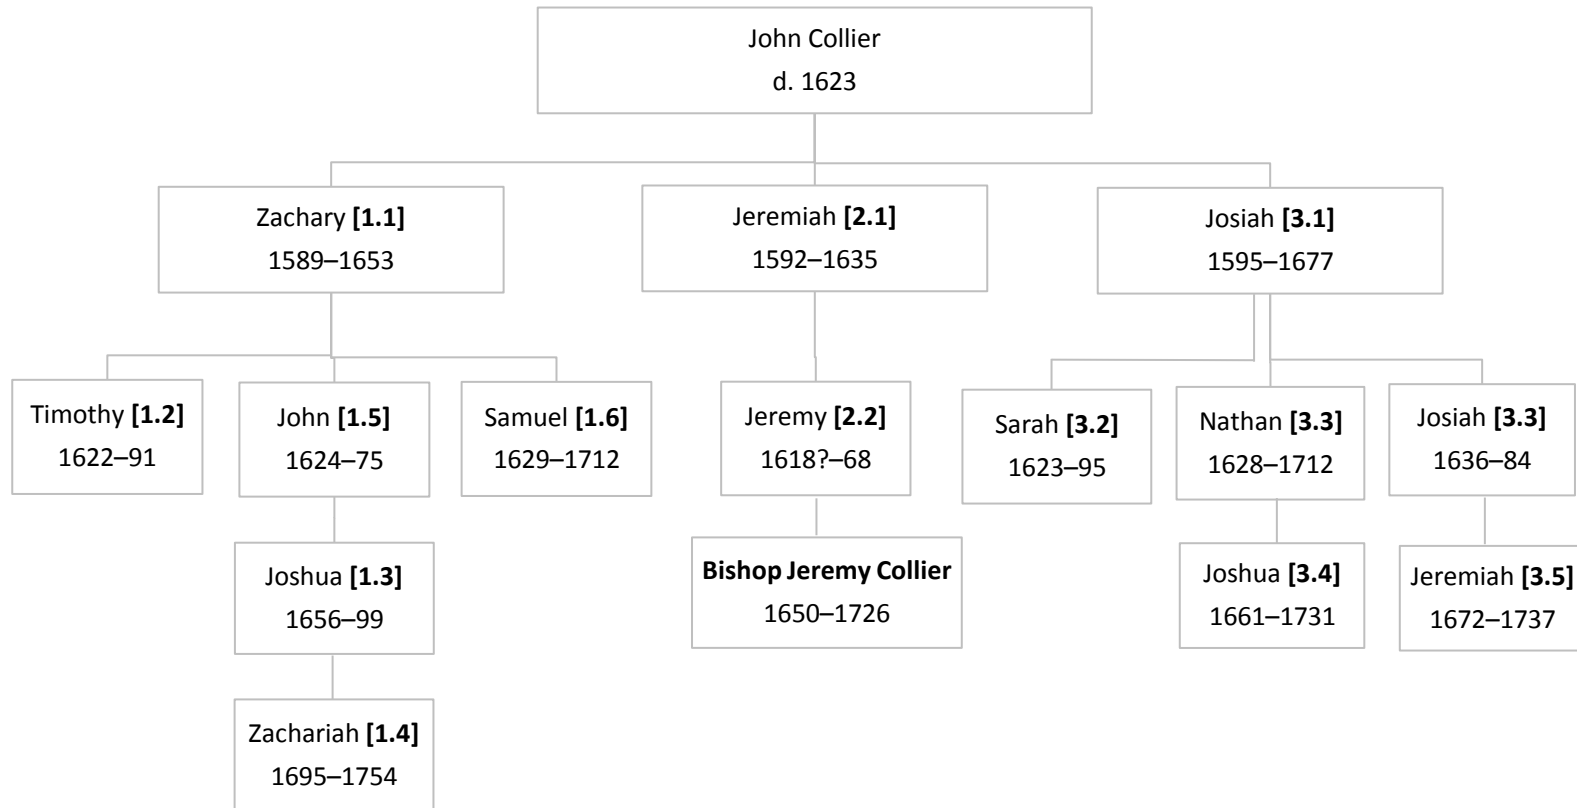 John Collier
d. 1623
Zachary [1.1]
1589–1653
Jeremiah [2.1]
1592–1635
Josiah [3.1]
1595–1677
Timothy [1.2]
1622–91
John [1.5]
1624–75
Samuel [1.6]
1629–1712
Jeremy [2.2]
1618?–68
Sarah [3.2]
1623–95
Nathan [3.3]
1628–1712
Josiah [3.3]
1636–84
Joshua [1.3]
1656–99
Bishop Jeremy Collier
1650–1726
Joshua [3.4]
1661–1731
Jeremiah [3.5]
1672–1737
Zachariah [1.4]
1695–1754